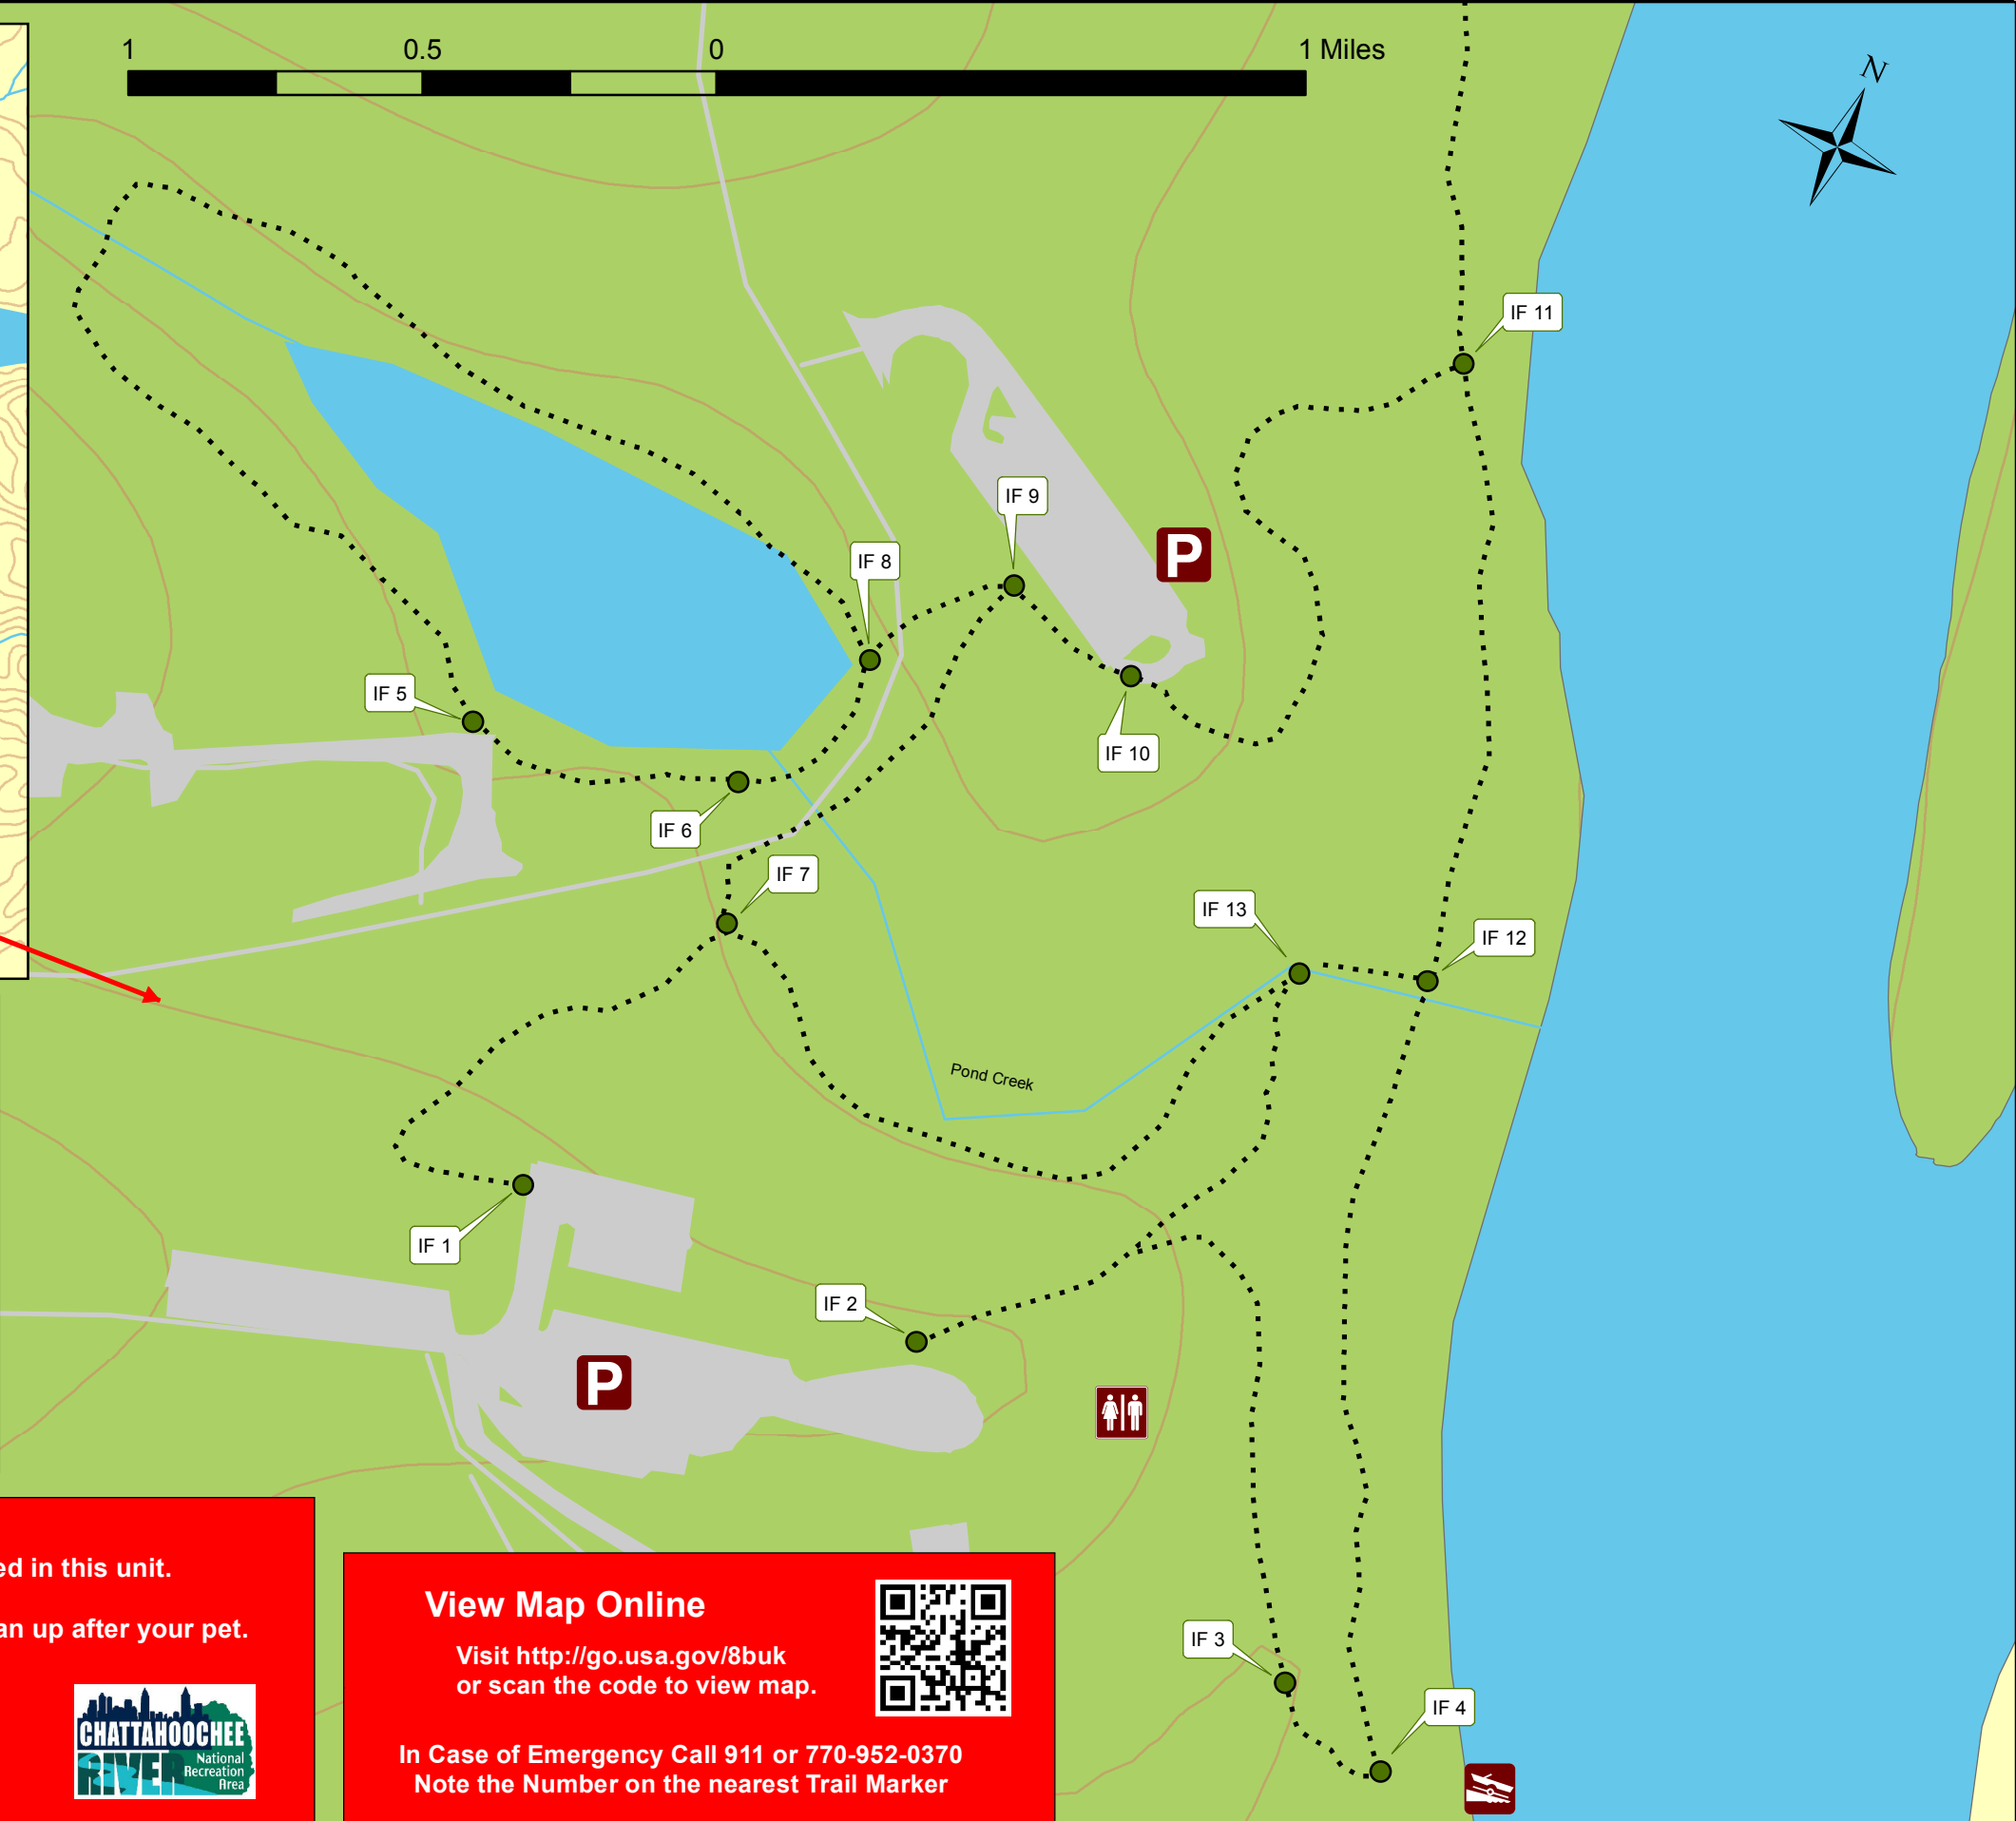 1 0.5 0 1 Miles
N
IF 11
IF 9
P
IF 8
IF 5
IF 10
IF 6
IF 7
IF 13
IF 12
Pond Creek
IF 1
IF 2
P
ed in this unit.
an up after your pet.
CHATTAHOOCHEE
RIVER
National
Recreation
Area
View Map Online
Visit http://go.usa.gov/8buk
or scan the code to view map.
In Case of Emergency Call 911 or 770-952-0370
Note the Number on the nearest Trail Marker
IF 3
IF 4